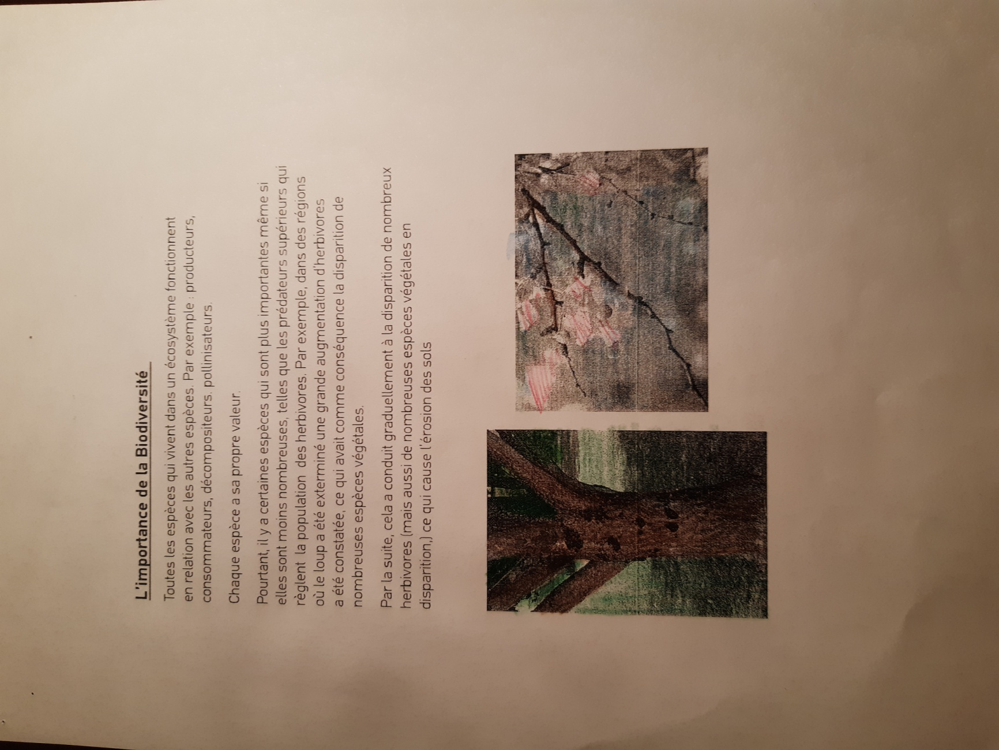 L'importance de la Biodiversité
Toutes les espèces qui vivent dans un écosystème fonctionnent
en relation avec les autres espèces. Par exemple : producteurs,
consommateurs, décompositeurs, pollinisateurs.
Chaque espèce a sa propre valeur.
Pourtant, il y a certaines espèces qui sont plus importantes même si
elles sont moins nombreuses, telles que les prédateurs supérieurs qui
règlent la population des herbivores. Par exemple, dans des régions
où le loup a été exterminé une grande augmentation d'herbivores
a été constatée, ce qui avait comme conséquence la disparition de
nombreuses espèces végétales.
Par la suite, cela a conduit graduellement à la disparition de nombreux
herbivores (mais aussi de nombreuses espèces végétales en
disparition,) ce qui cause l'érosion des sols